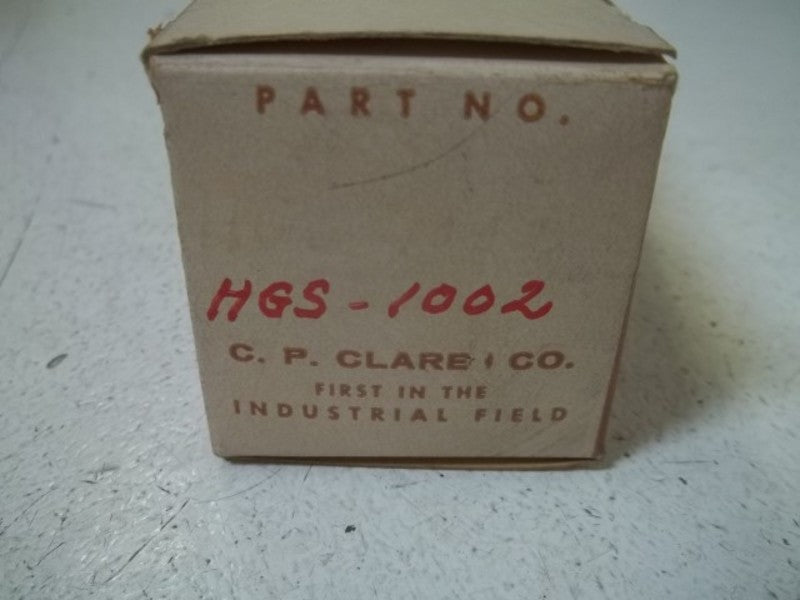 PART NO.
HGS-1002
C. P. CLARE & CO.
FIRST IN THE
INDUSTRIAL FIELD